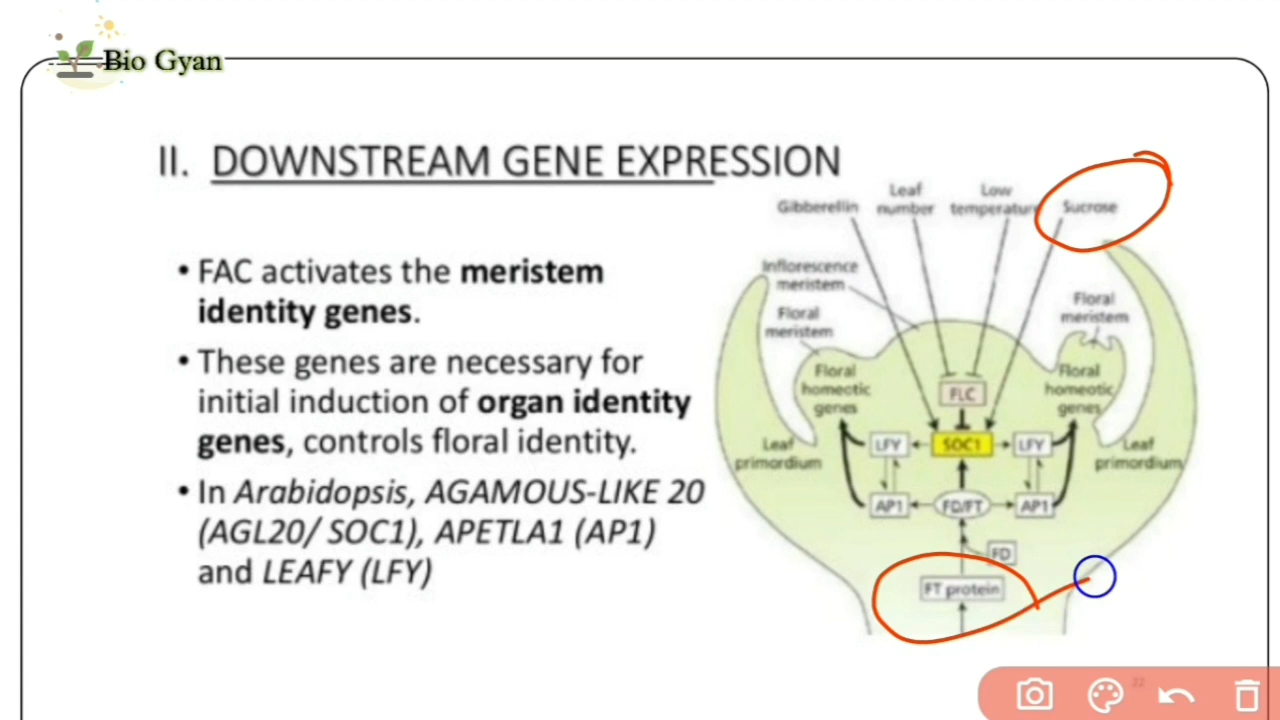 Bio Gyan
II. DOWNSTREAM GENE EXPRESSION
• FAC activates the meristem
identity genes.
• These genes are necessary for
initial induction of organ identity
genes, controls floral identity.
• In Arabidopsis, AGAMOUS-LIKE 20
(AGL20/ SOC1), APETLA1 (AP1)
and LEAFY (LFY)
Gibberellin
Leaf
number
Low
temperature
Sucrose
Inflorescence
meristem
Floral
meristem
Floral
meristem
Floral
homeotic
genes
FLC
Floral
homeotic
genes
Leaf
primordium
LFY
SOC1
LFY
Leaf
primordium
AP1
FD/FT
AP1
FD
FT protein
22